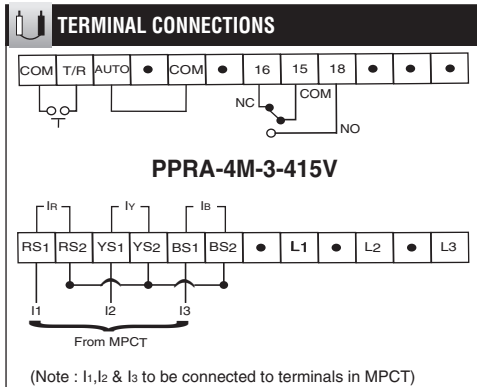 TERMINAL CONNECTIONS
COM T/R AUTO ● COM ● 16 15 18 ● ● ●
NC COM NO
PPRA-4M-3-415V
IR IY IB
RS1 RS2 YS1 YS2 BS1 BS2 ● L1 ● L2 ● L3
I1 I2 I3
From MPCT
(Note : I1,I2 & I3 to be connected to terminals in MPCT)